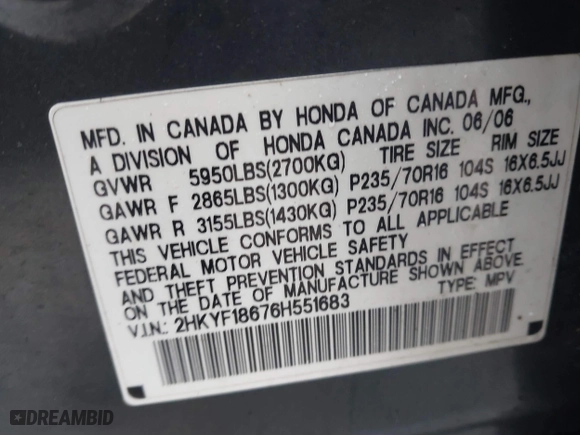 MFD. IN CANADA BY HONDA OF CANADA MFG.,
A DIVISION OF HONDA CANADA INC. 06/06
GVWR 5950LBS(2700KG) TIRE SIZE RIM SIZE
GAWR F 2865LBS(1300KG) P235/70R16 104S 16X6.5JJ
GAWR R 3155LBS(1430KG) P235/70R16 104S 16X6.5JJ
THIS VEHICLE CONFORMS TO ALL APPLICABLE
FEDERAL MOTOR VEHICLE SAFETY
AND THEFT PREVENTION STANDARDS IN EFFECT
ON THE DATE OF MANUFACTURE SHOWN ABOVE.
V.I.N.: 2HKYF18676H551683 TYPE: MPV
DREAMBID